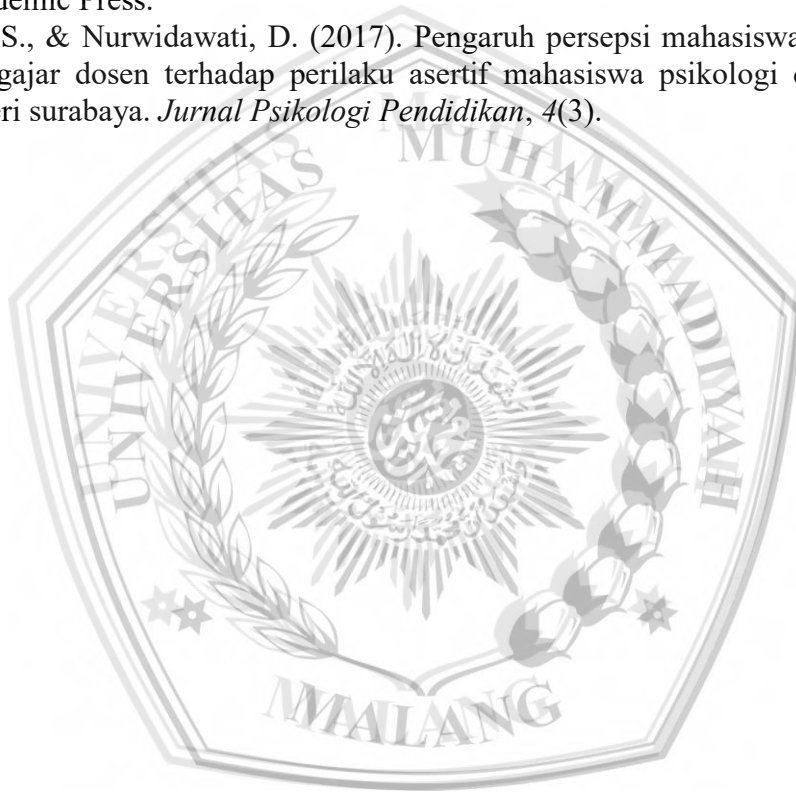 demic Press.
S., & Nurwidawati, D. (2017). Pengaruh persepsi mahasiswa
gajar dosen terhadap perilaku asertif mahasiswa psikologi
eri surabaya. Jurnal Psikologi Pendidikan, 4(3).
UNIVERSITAS MUHAMMADIYAH
MALANG